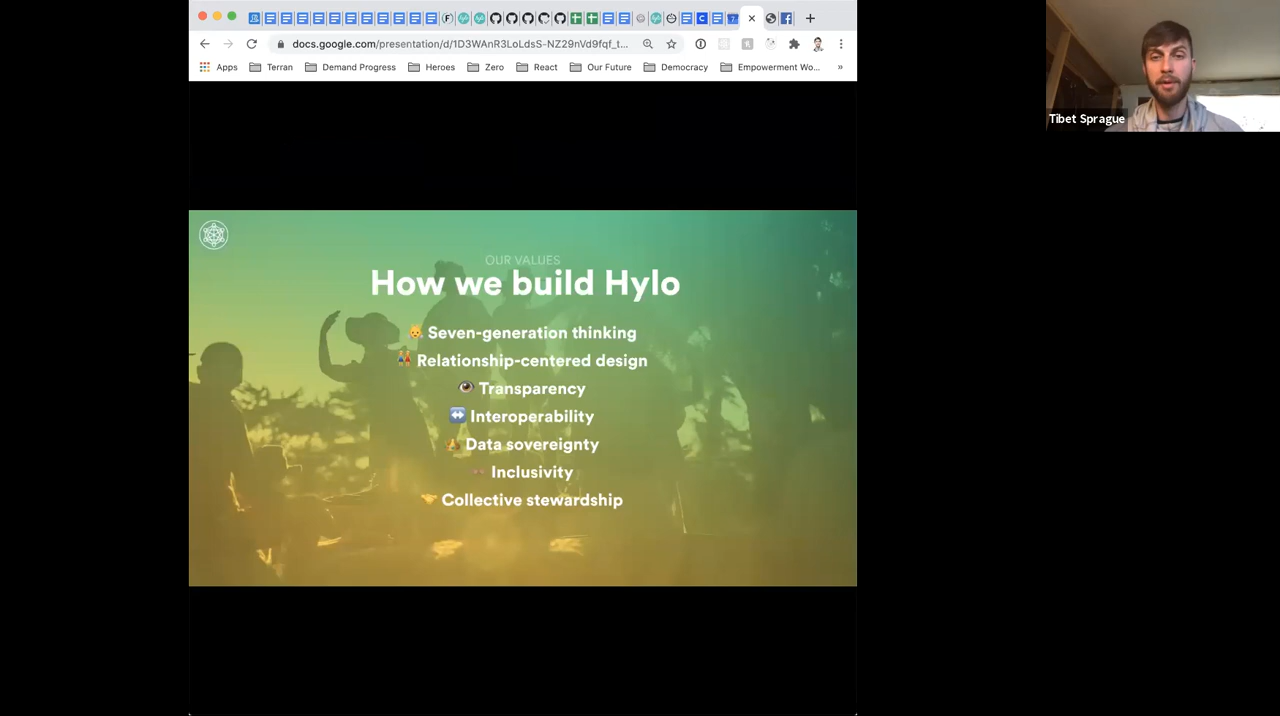 docs.google.com/presentation/d/1D3WAnR3LoLdsS-NZ29nVd9fqf_t...
Apps Terran Demand Progress Heroes Zero React Our Future Democracy Empowerment Wo... »
Tibet Sprague
OUR VALUES
How we build Hylo
Seven-generation thinking
Relationship-centered design
Transparency
Interoperability
Data sovereignty
Inclusivity
Collective stewardship